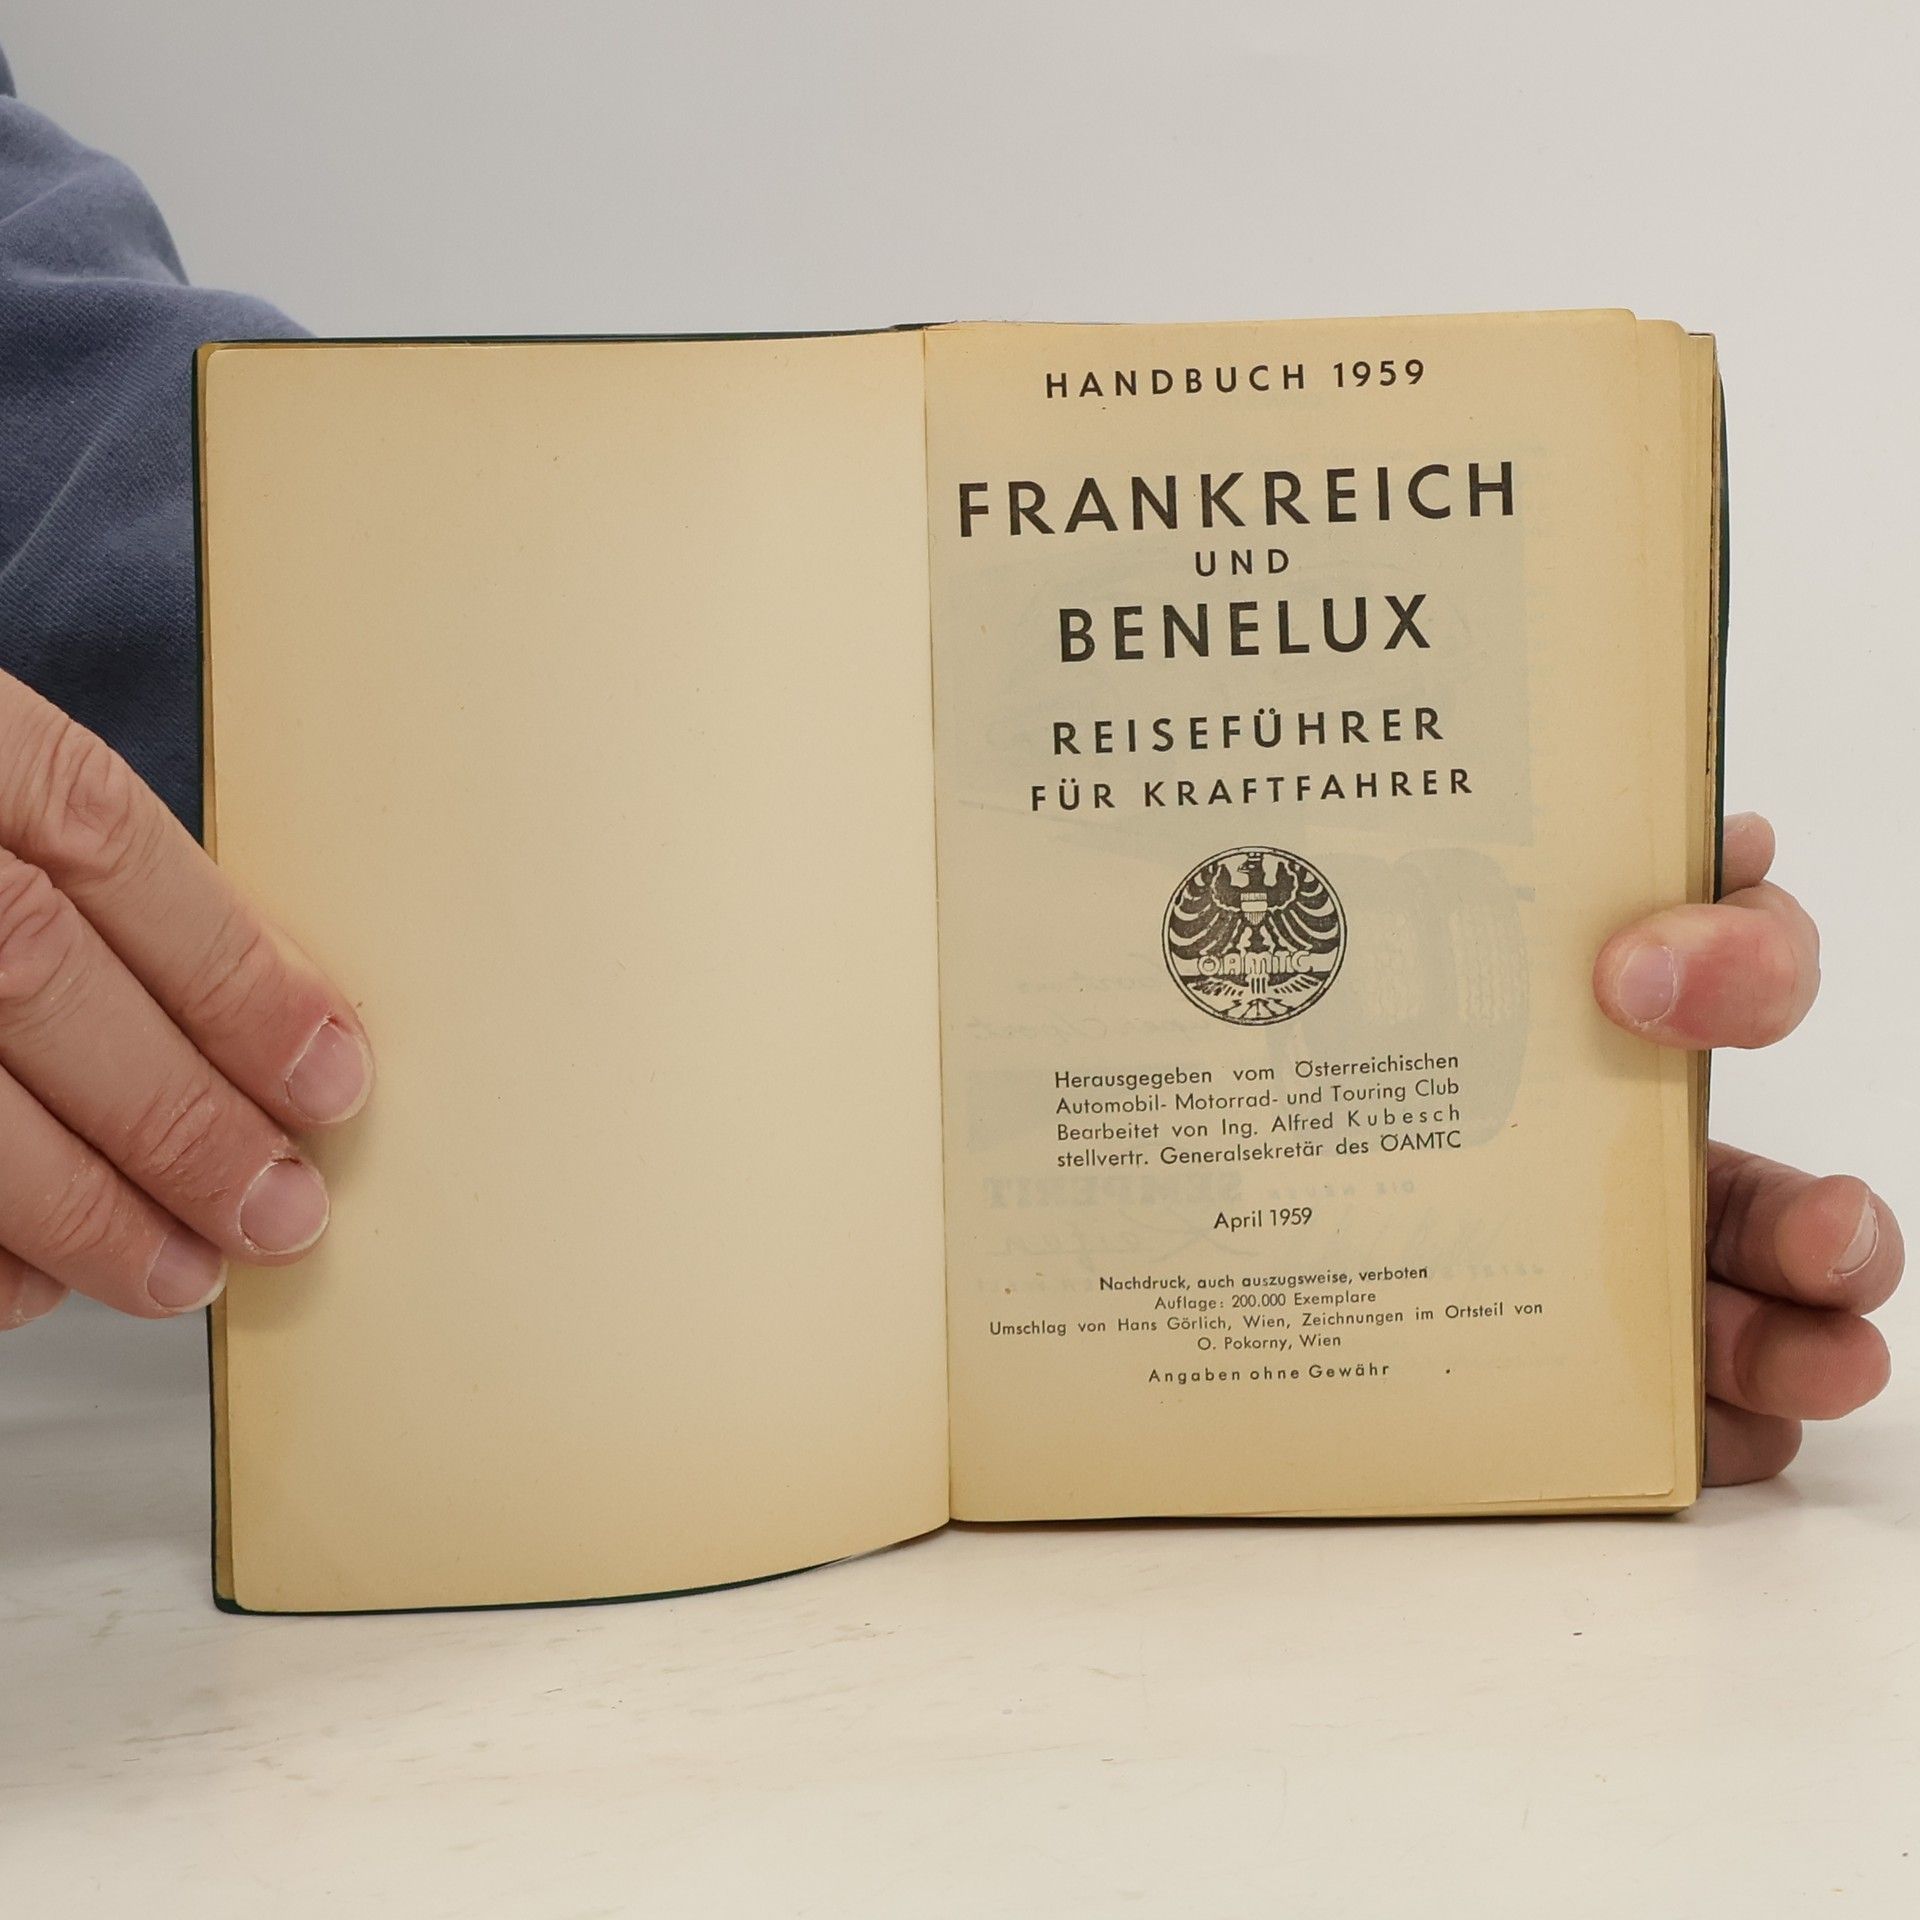 HANDBUCH 1959
FRANKREICH
UND
BENELUX
REISEFÜHRER
FÜR KRAFTFAHRER
ÖAMTC
Herausgegeben vom Österreichischen
Automobil- Motorrad- und Touring Club
Bearbeitet von Ing. Alfred Kubesch
stellvertr. Generalsekretär des ÖAMTC
April 1959
Nachdruck, auch auszugsweise, verboten
Auflage: 200.000 Exemplare
Umschlag von Hans Görlich, Wien, Zeichnungen im Ortsteil von
O. Pokorny, Wien
Angaben ohne Gewähr